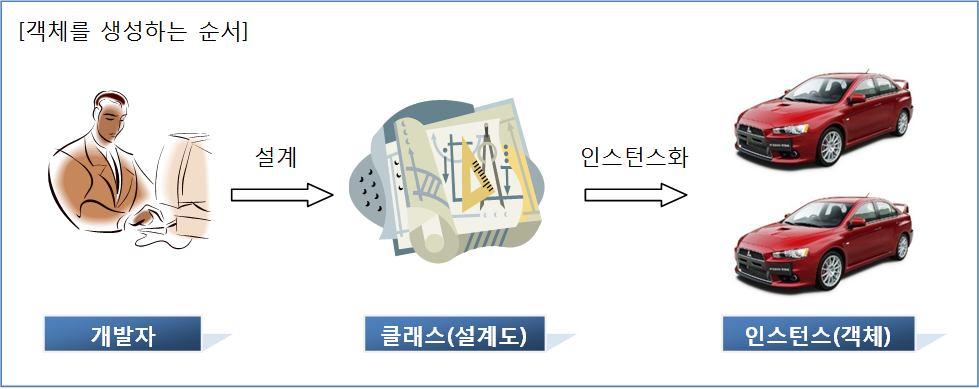 [객체를 생성하는 순서]
설계
인스턴스화
개발자
클래스(설계도)
인스턴스(객체)